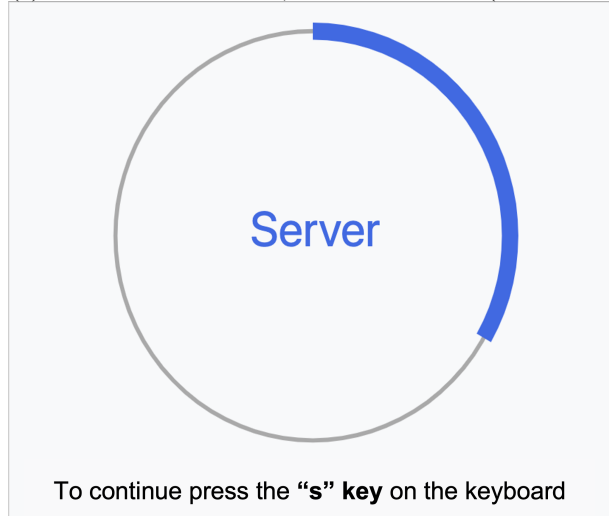 Server
To continue press the “s” key on the keyboard